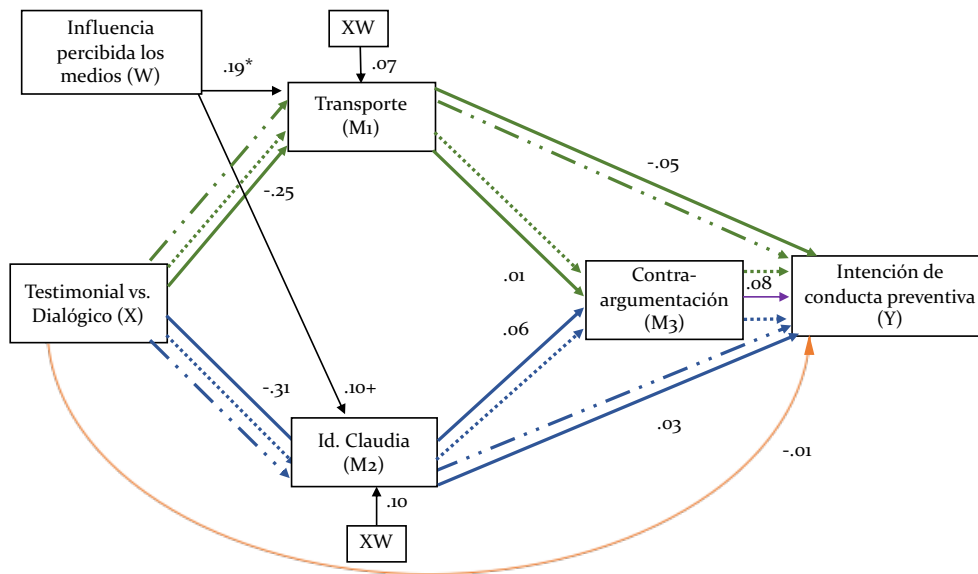 Influencia
percibida los
medios (W)
XW
.19*
.07
Transporte
(M1)
-.25
-.05
Testimonial vs.
Dialógico (X)
.01
Contra-
argumentación
(M3)
.08
Intención de
conducta preventiva
(Y)
.06
-.31
.10+
Id. Claudia
(M2)
.03
-.01
.10
XW